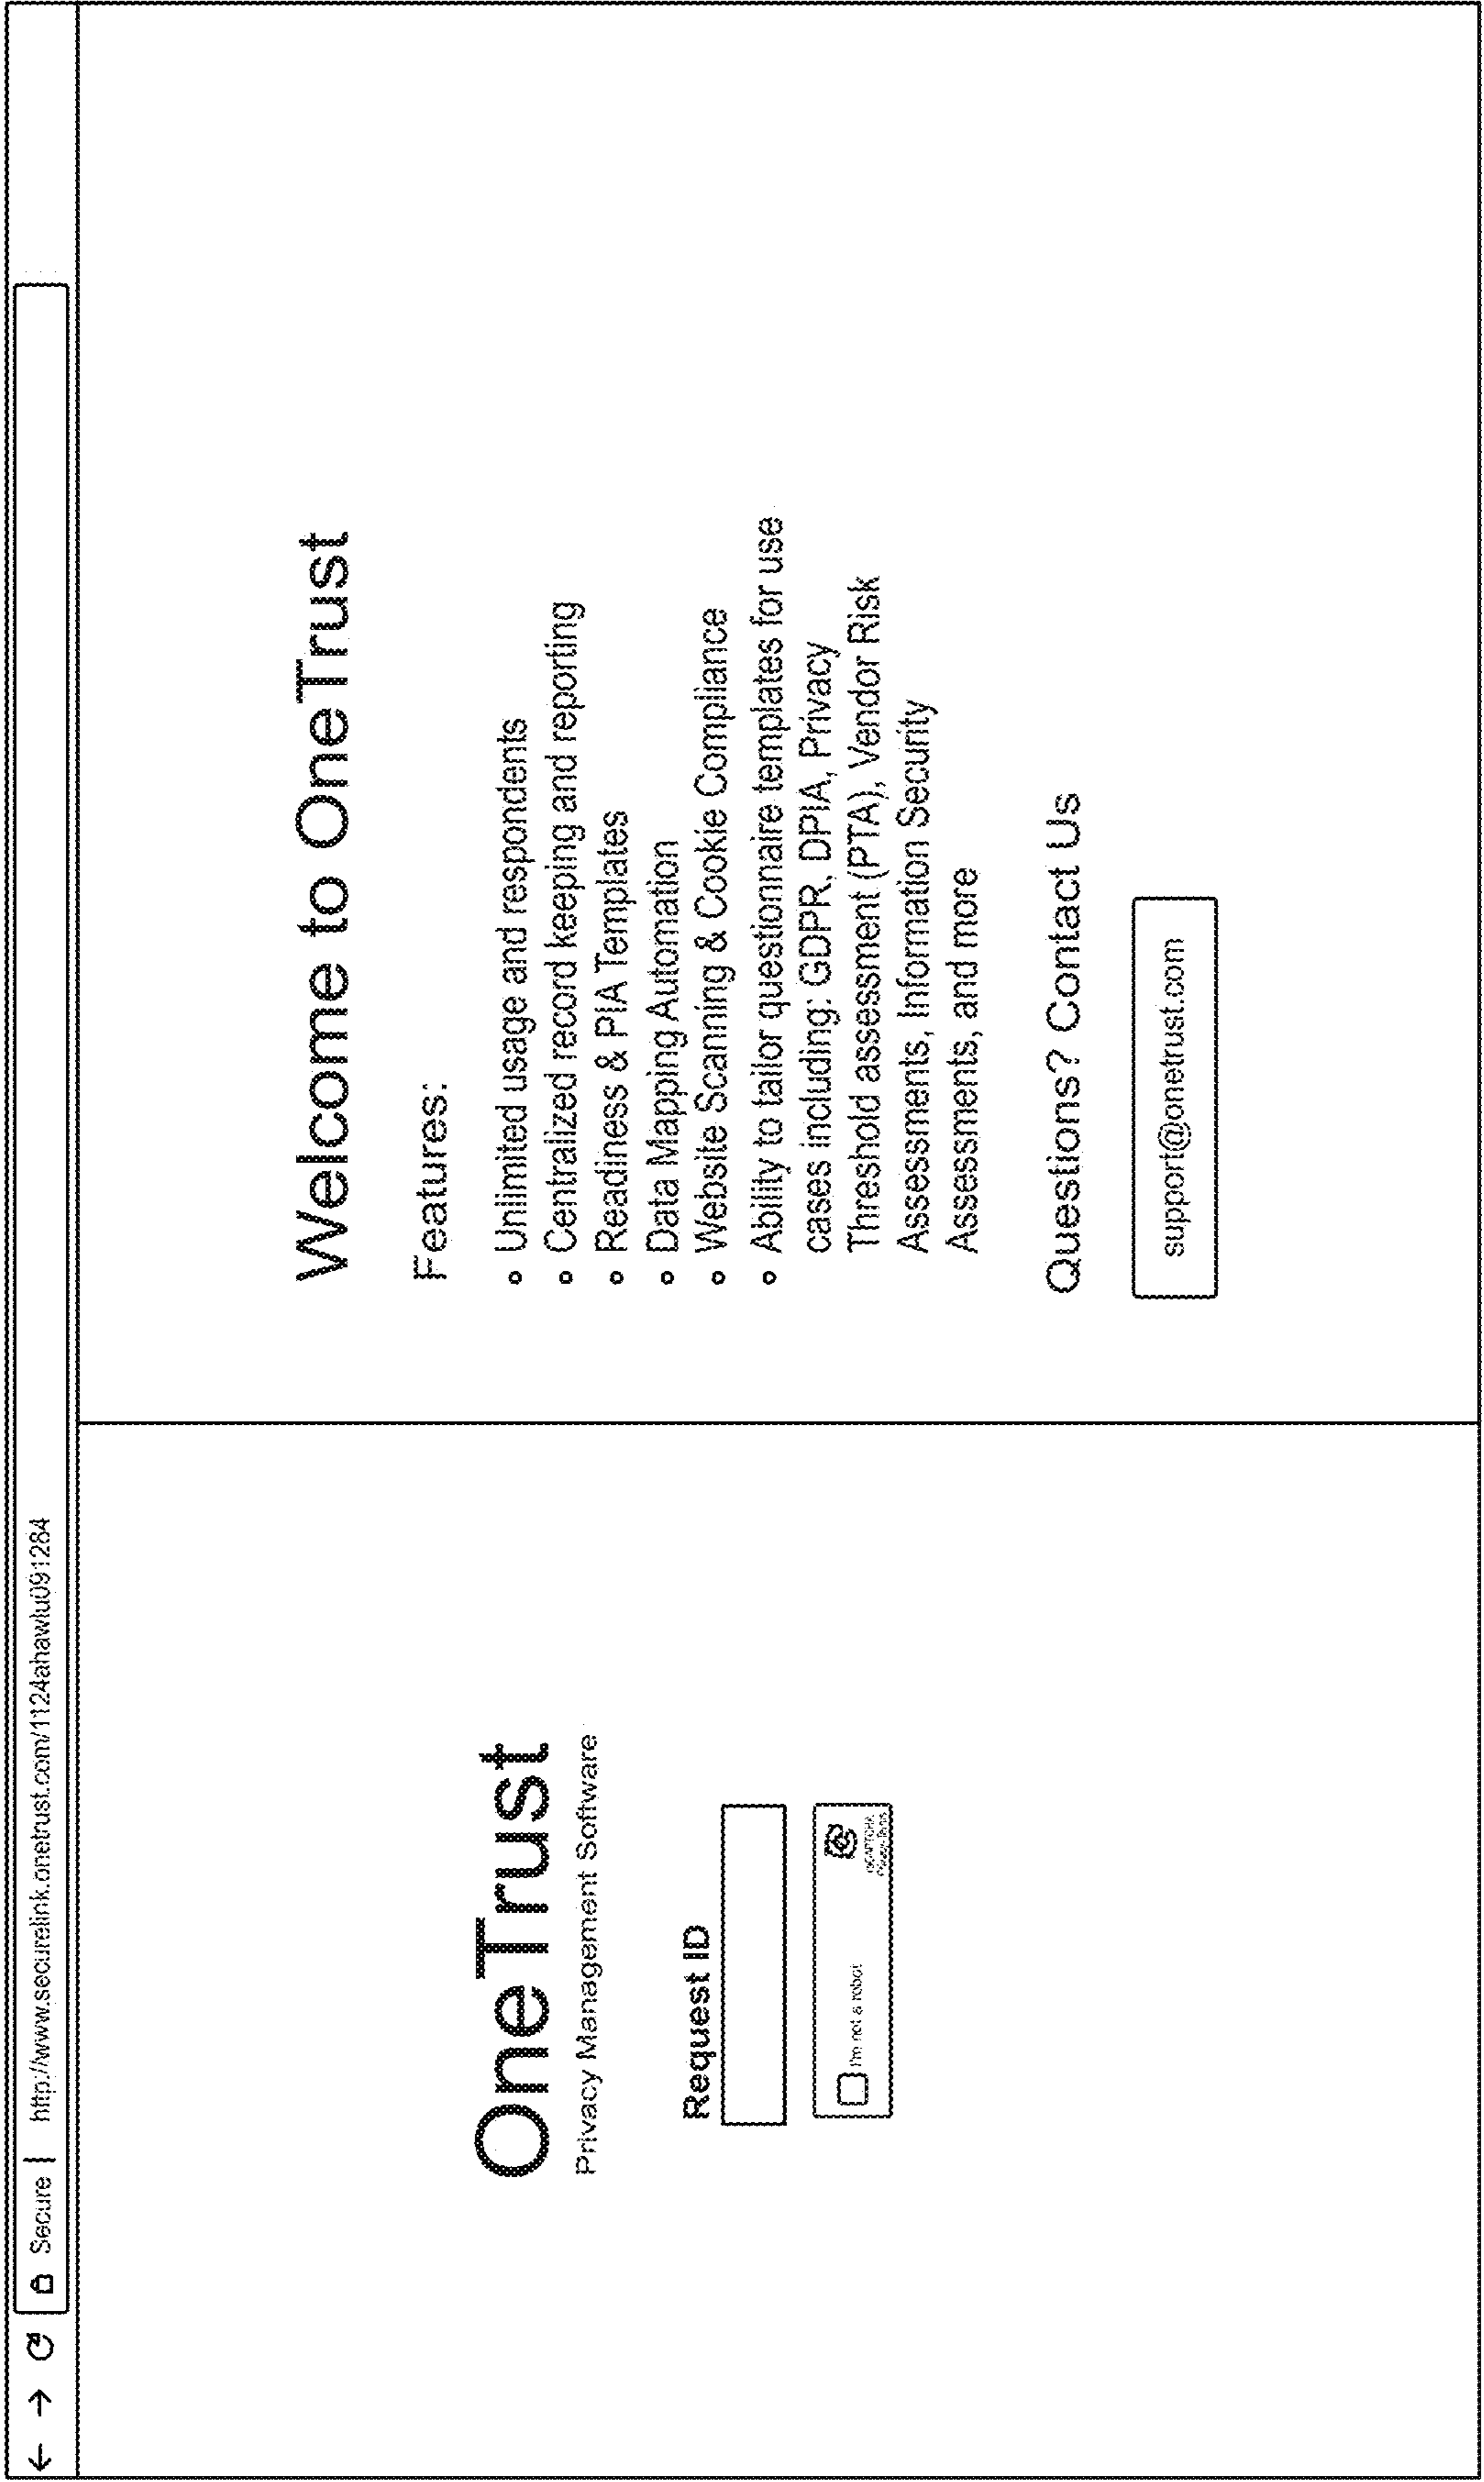 Secure | http://www.securelink.onetrust.com/1124ahawlu091284
OneTrust
Privacy Management Software
Request ID
I'm not a robot
reCAPTCHA
Privacy - Terms
Welcome to OneTrust
Features:
Unlimited usage and respondents
Centralized record keeping and reporting
Readiness & PIA Templates
Data Mapping Automation
Website Scanning & Cookie Compliance
Ability to tailor questionnaire templates for use
cases including: GDPR, DPIA, Privacy
Threshold assessment (PTA), Vendor Risk
Assessments, Information Security
Assessments, and more
Questions? Contact Us
support@onetrust.com